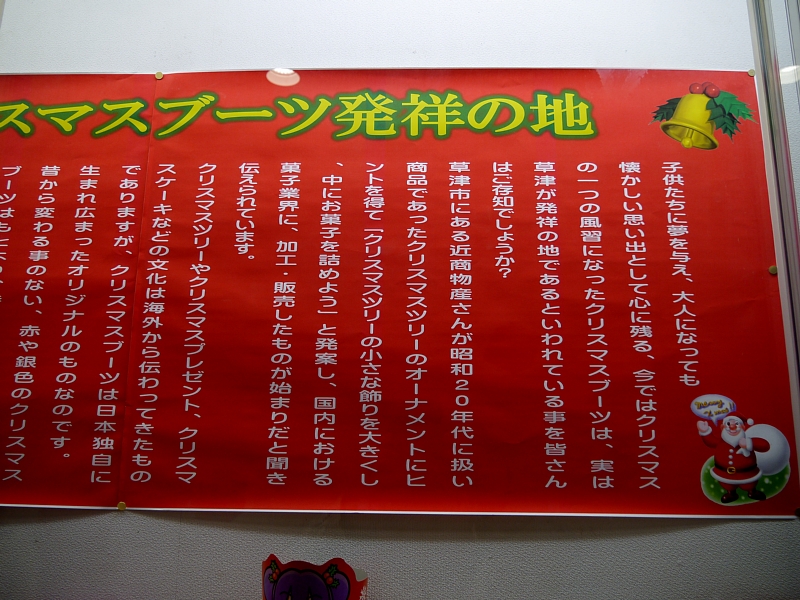 スマスブーツ発祥の地
子供たちに夢を与え、大人になっても
懐かしい思い出として心に残る、今ではクリスマス
の一つの風習になったクリスマスブーツは、実は
草津が発祥の地であるといわれている事を皆さん
はご存知でしょうか?
草津市にある近商物産さんが昭和20年代に扱い
商品であったクリスマスツリーのオーナメントにヒ
ントを得て「クリスマスツリーの小さな飾りを大きくし
、中にお菓子を詰めよう」と発案し、国内における
菓子業界に、加工・販売したものが始まりだと聞き
伝えられています。
クリスマスツリーやクリスマスプレゼント、クリスマ
スケーキなどの文化は海外から伝わってきたもの
でありますが、クリスマスブーツは日本独自に
生まれ広まったオリジナルのものなのです。
昔から変わる事のない、赤や銀色のクリスマス